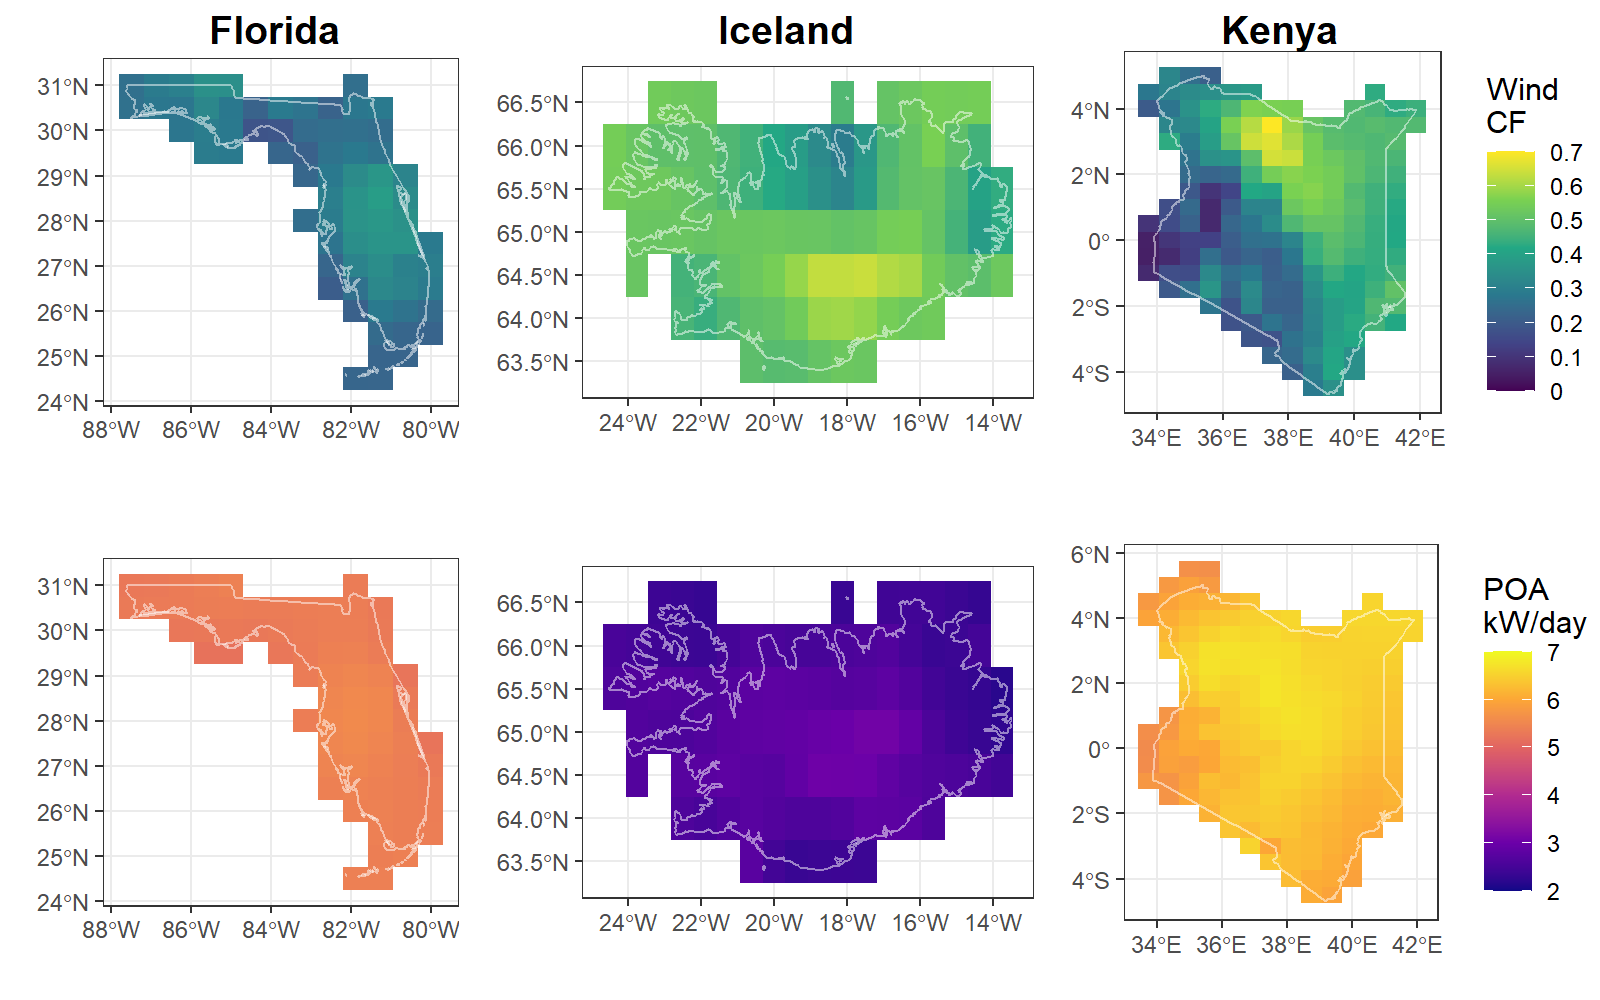 Florida
Iceland
Kenya
31°N
30°N
29°N
28°N
27°N
26°N
25°N
24°N
88°W 86°W 84°W 82°W 80°W
66.5°N
66.0°N
65.5°N
65.0°N
64.5°N
64.0°N
63.5°N
24°W 22°W 20°W 18°W 16°W 14°W
4°N
2°N
0°
2°S
4°S
34°E 36°E 38°E 40°E 42°E
Wind
CF
0.7
0.6
0.5
0.4
0.3
0.2
0.1
0
31°N
30°N
29°N
28°N
27°N
26°N
25°N
24°N
88°W 86°W 84°W 82°W 80°W
66.5°N
66.0°N
65.5°N
65.0°N
64.5°N
64.0°N
63.5°N
24°W 22°W 20°W 18°W 16°W 14°W
6°N
4°N
2°N
0°
2°S
4°S
34°E 36°E 38°E 40°E 42°E
POA
kW/day
7
6
5
4
3
2